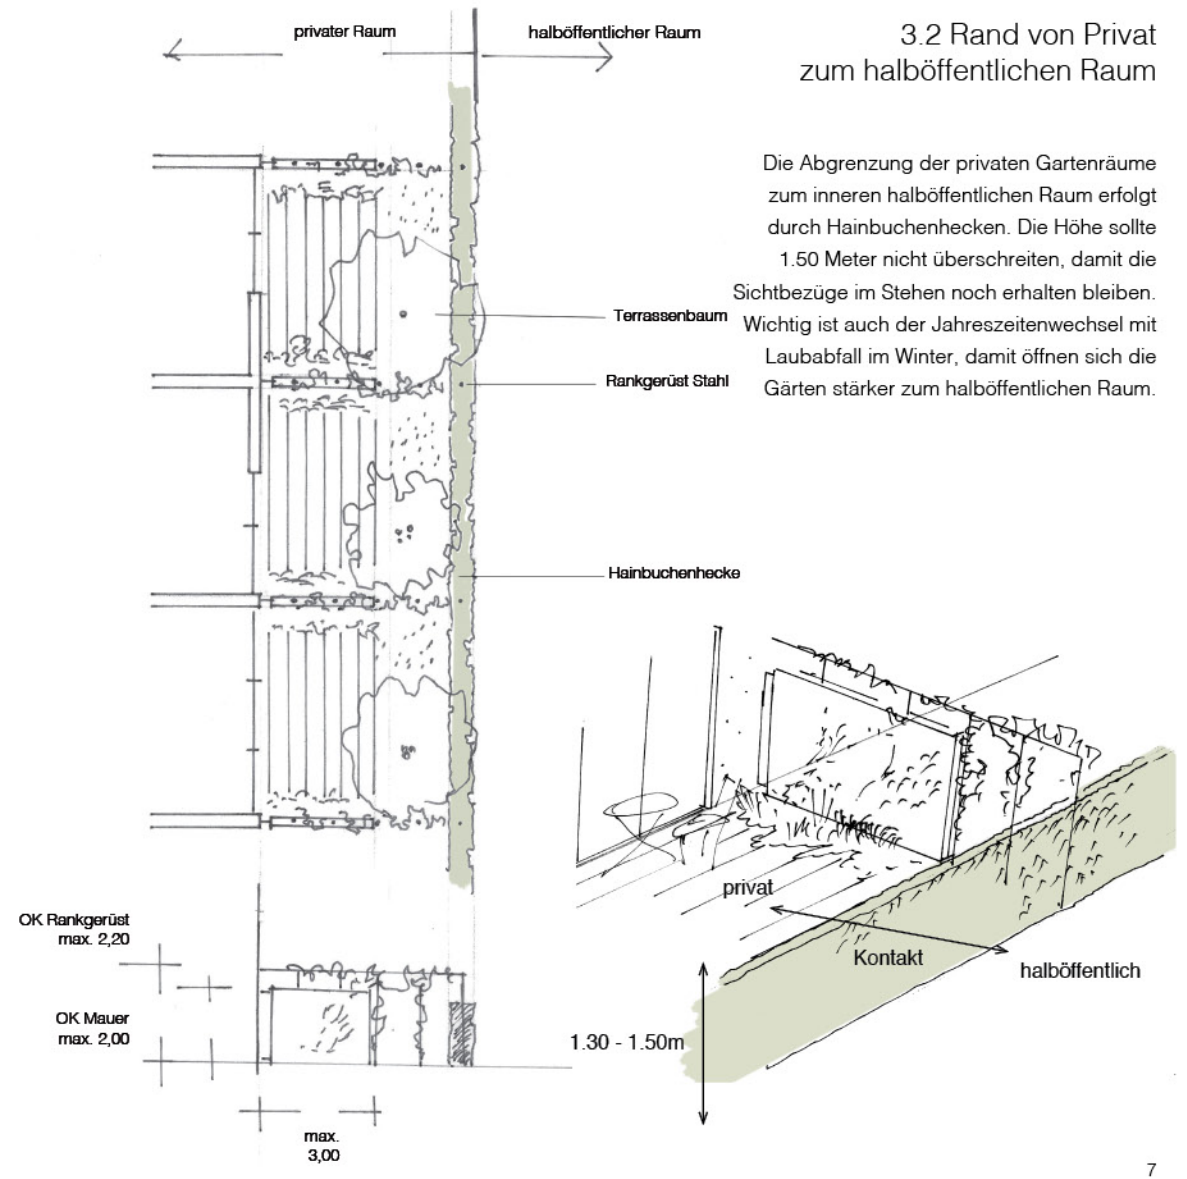 privater Raum
halböffentlicher Raum
3.2 Rand von Privat
zum halböffentlichen Raum
Die Abgrenzung der privaten Gartenräume
zum inneren halböffentlichen Raum erfolgt
durch Hainbuchenhecken. Die Höhe sollte
1.50 Meter nicht überschreiten, damit die
Sichtbezüge im Stehen noch erhalten bleiben.
Wichtig ist auch der Jahreszeitenwechsel mit
Laubabfall im Winter, damit öffnen sich die
Gärten stärker zum halböffentlichen Raum.
Terrassenbaum
Rankgerüst Stahl
Hainbuchenhecke
OK Rankgerüst
max. 2,20
OK Mauer
max. 2,00
max.
3,00
privat
Kontakt
halböffentlich
1.30 - 1.50m
7